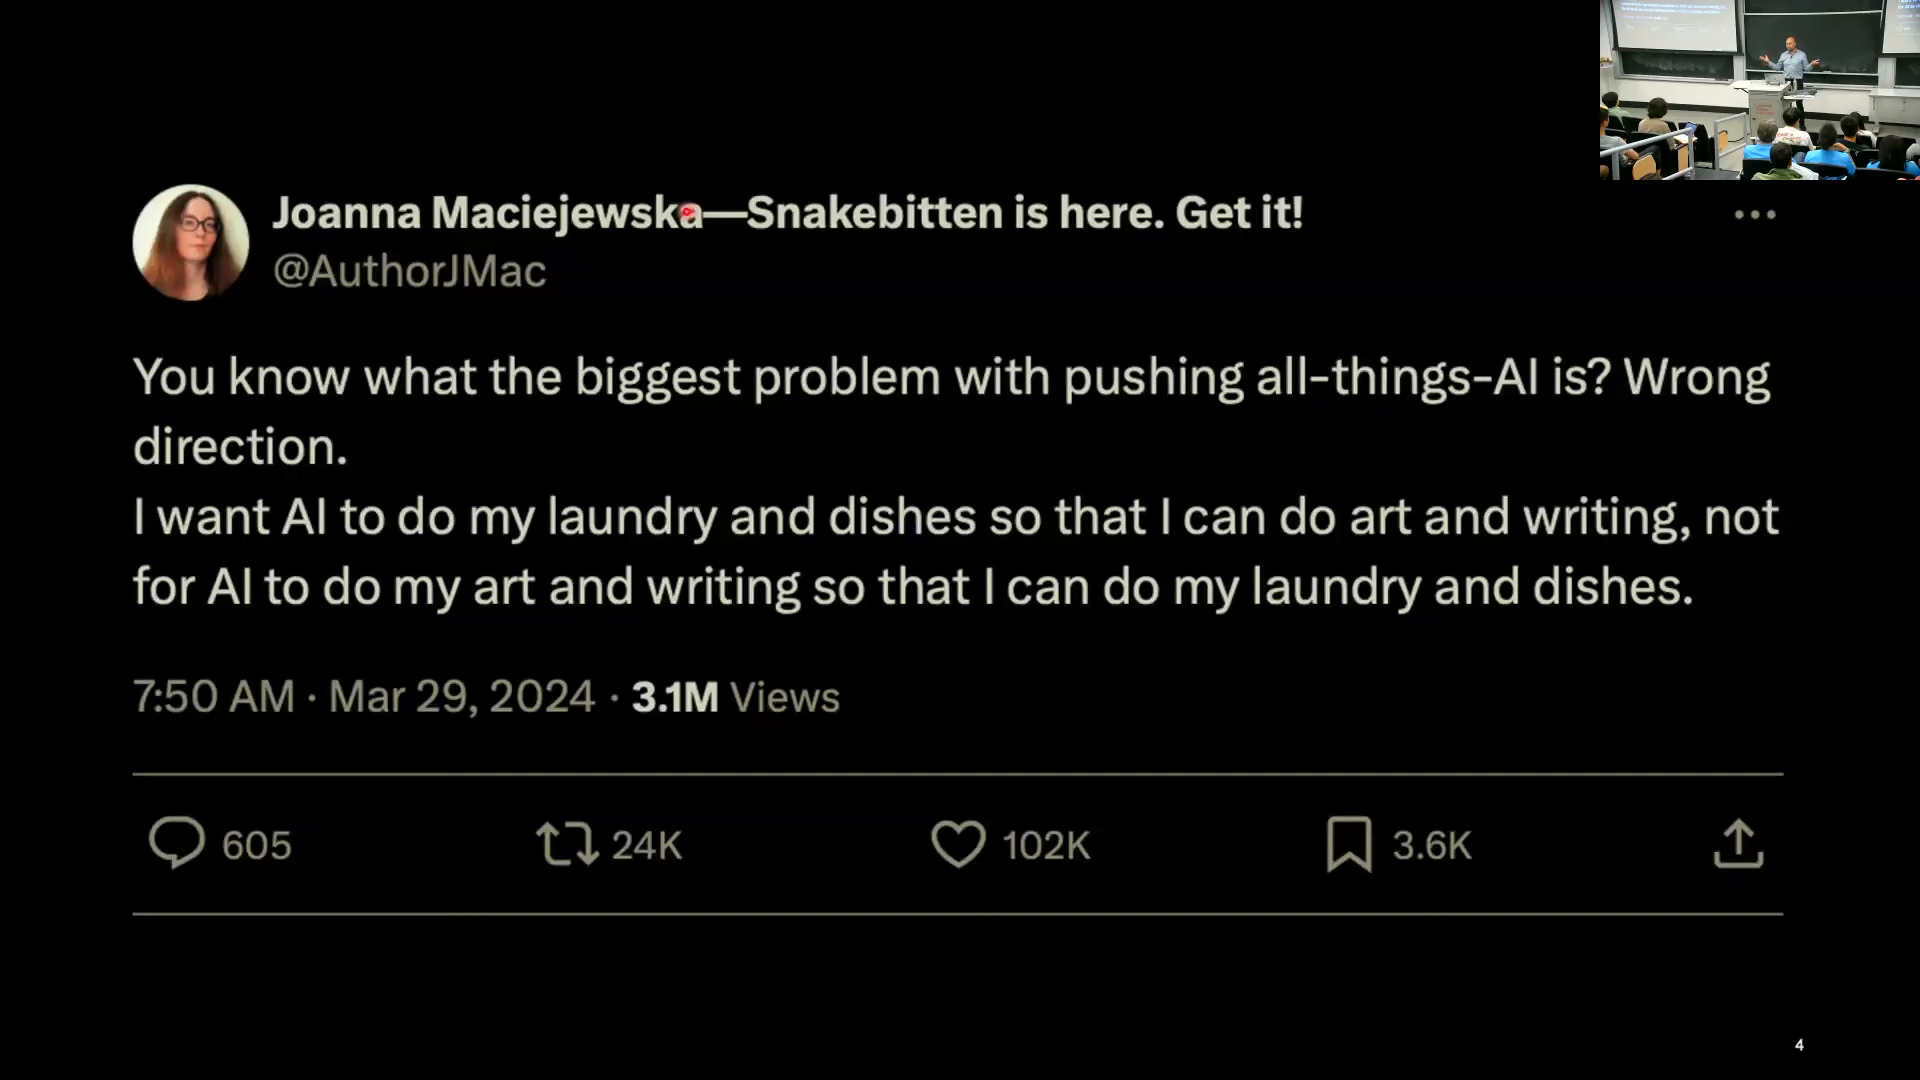 Joanna Maciejewska—Snakebitten is here. Get it!
@AuthorJMac
You know what the biggest problem with pushing all-things-AI is? Wrong
direction.
I want AI to do my laundry and dishes so that I can do art and writing, not
for AI to do my art and writing so that I can do my laundry and dishes.
7:50 AM · Mar 29, 2024 · 3.1M Views
605 24K 102K 3.6K
4